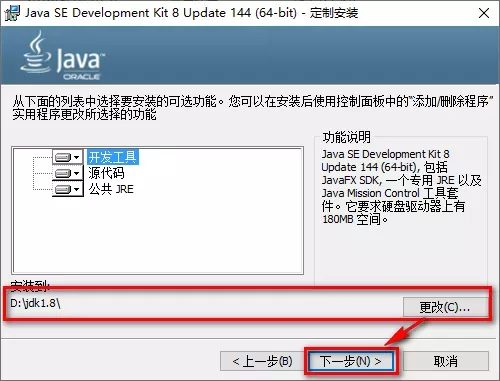 Java SE Development Kit 8 Update 144 (64-bit) - 定制安装
Java
ORACLE
从下面的列表中选择要安装的可选功能。您可以在安装后使用控制面板中的“添加/删除程序”
实用程序更改所选择的功能
开发工具
源代码
公共 JRE
功能说明
Java SE Development Kit 8
Update 144 (64-bit), 包括
JavaFX SDK, 一个专用 JRE 以及
Java Mission Control 工具套
件。它要求硬盘驱动器上有
180MB 空间。
安装到:
D:\jdk1.8\
更改(C)...
< 上一步(B)
下一步(N) >
取消